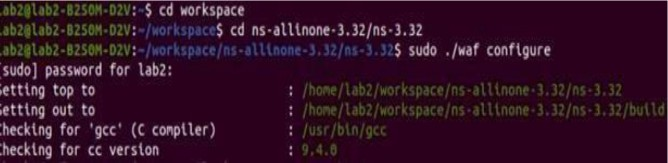 lab2@lab2-B250M-D2V:~$ cd workspace
lab2@lab2-B250M-D2V:~/workspace$ cd ns-allinone-3.32/ns-3.32
lab2@lab2-B250M-D2V:~/workspace/ns-allinone-3.32/ns-3.32$ sudo ./waf configure
[sudo] password for lab2:
Setting top to : /home/lab2/workspace/ns-allinone-3.32/ns-3.32
Setting out to : /home/lab2/workspace/ns-allinone-3.32/ns-3.32/build
Checking for 'gcc' (C compiler) : /usr/bin/gcc
Checking for cc version : 9.4.0